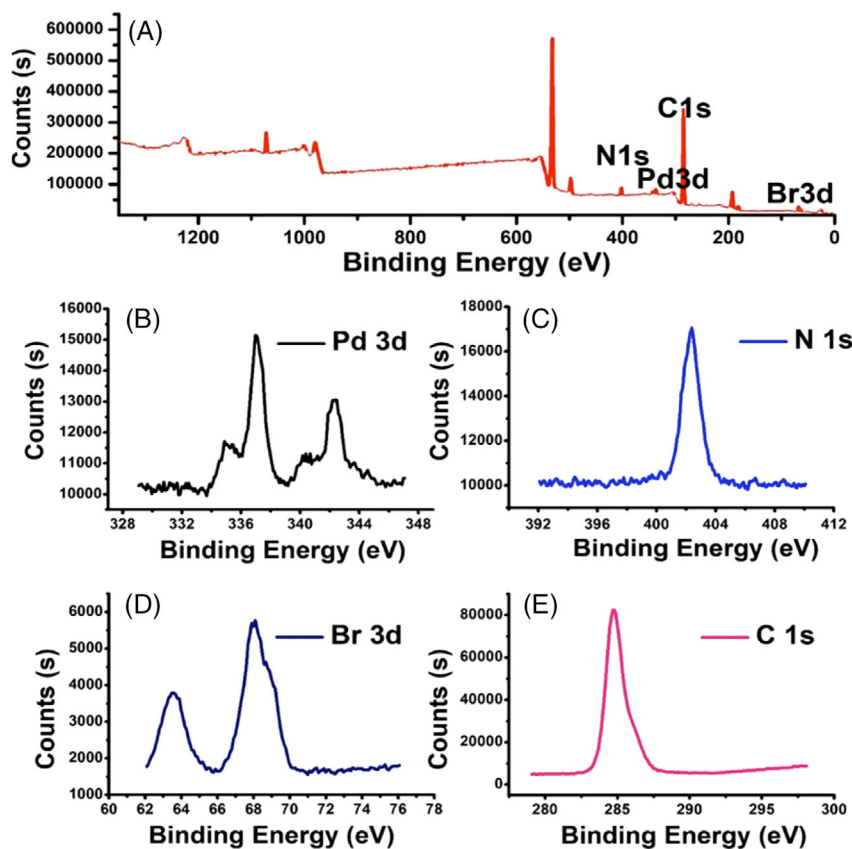 (A)
Counts (s)
600000
500000
400000
300000
200000
100000
C1s
N1s
Pd3d
Br3d
1200 1000 800 600 400 200 0
Binding Energy (eV)
(B)
Pd 3d
Counts (s)
16000
15000
14000
13000
12000
11000
10000
328 332 336 340 344 348
Binding Energy (eV)
(C)
N 1s
Counts (s)
18000
16000
14000
12000
10000
392 396 400 404 408 412
Binding Energy (eV)
(D)
Br 3d
Counts (s)
6000
5000
4000
3000
2000
1000
60 62 64 66 68 70 72 74 76 78
Binding Energy (eV)
(E)
C 1s
Counts (s)
80000
60000
40000
20000
0
280 285 290 295 300
Binding Energy (eV)